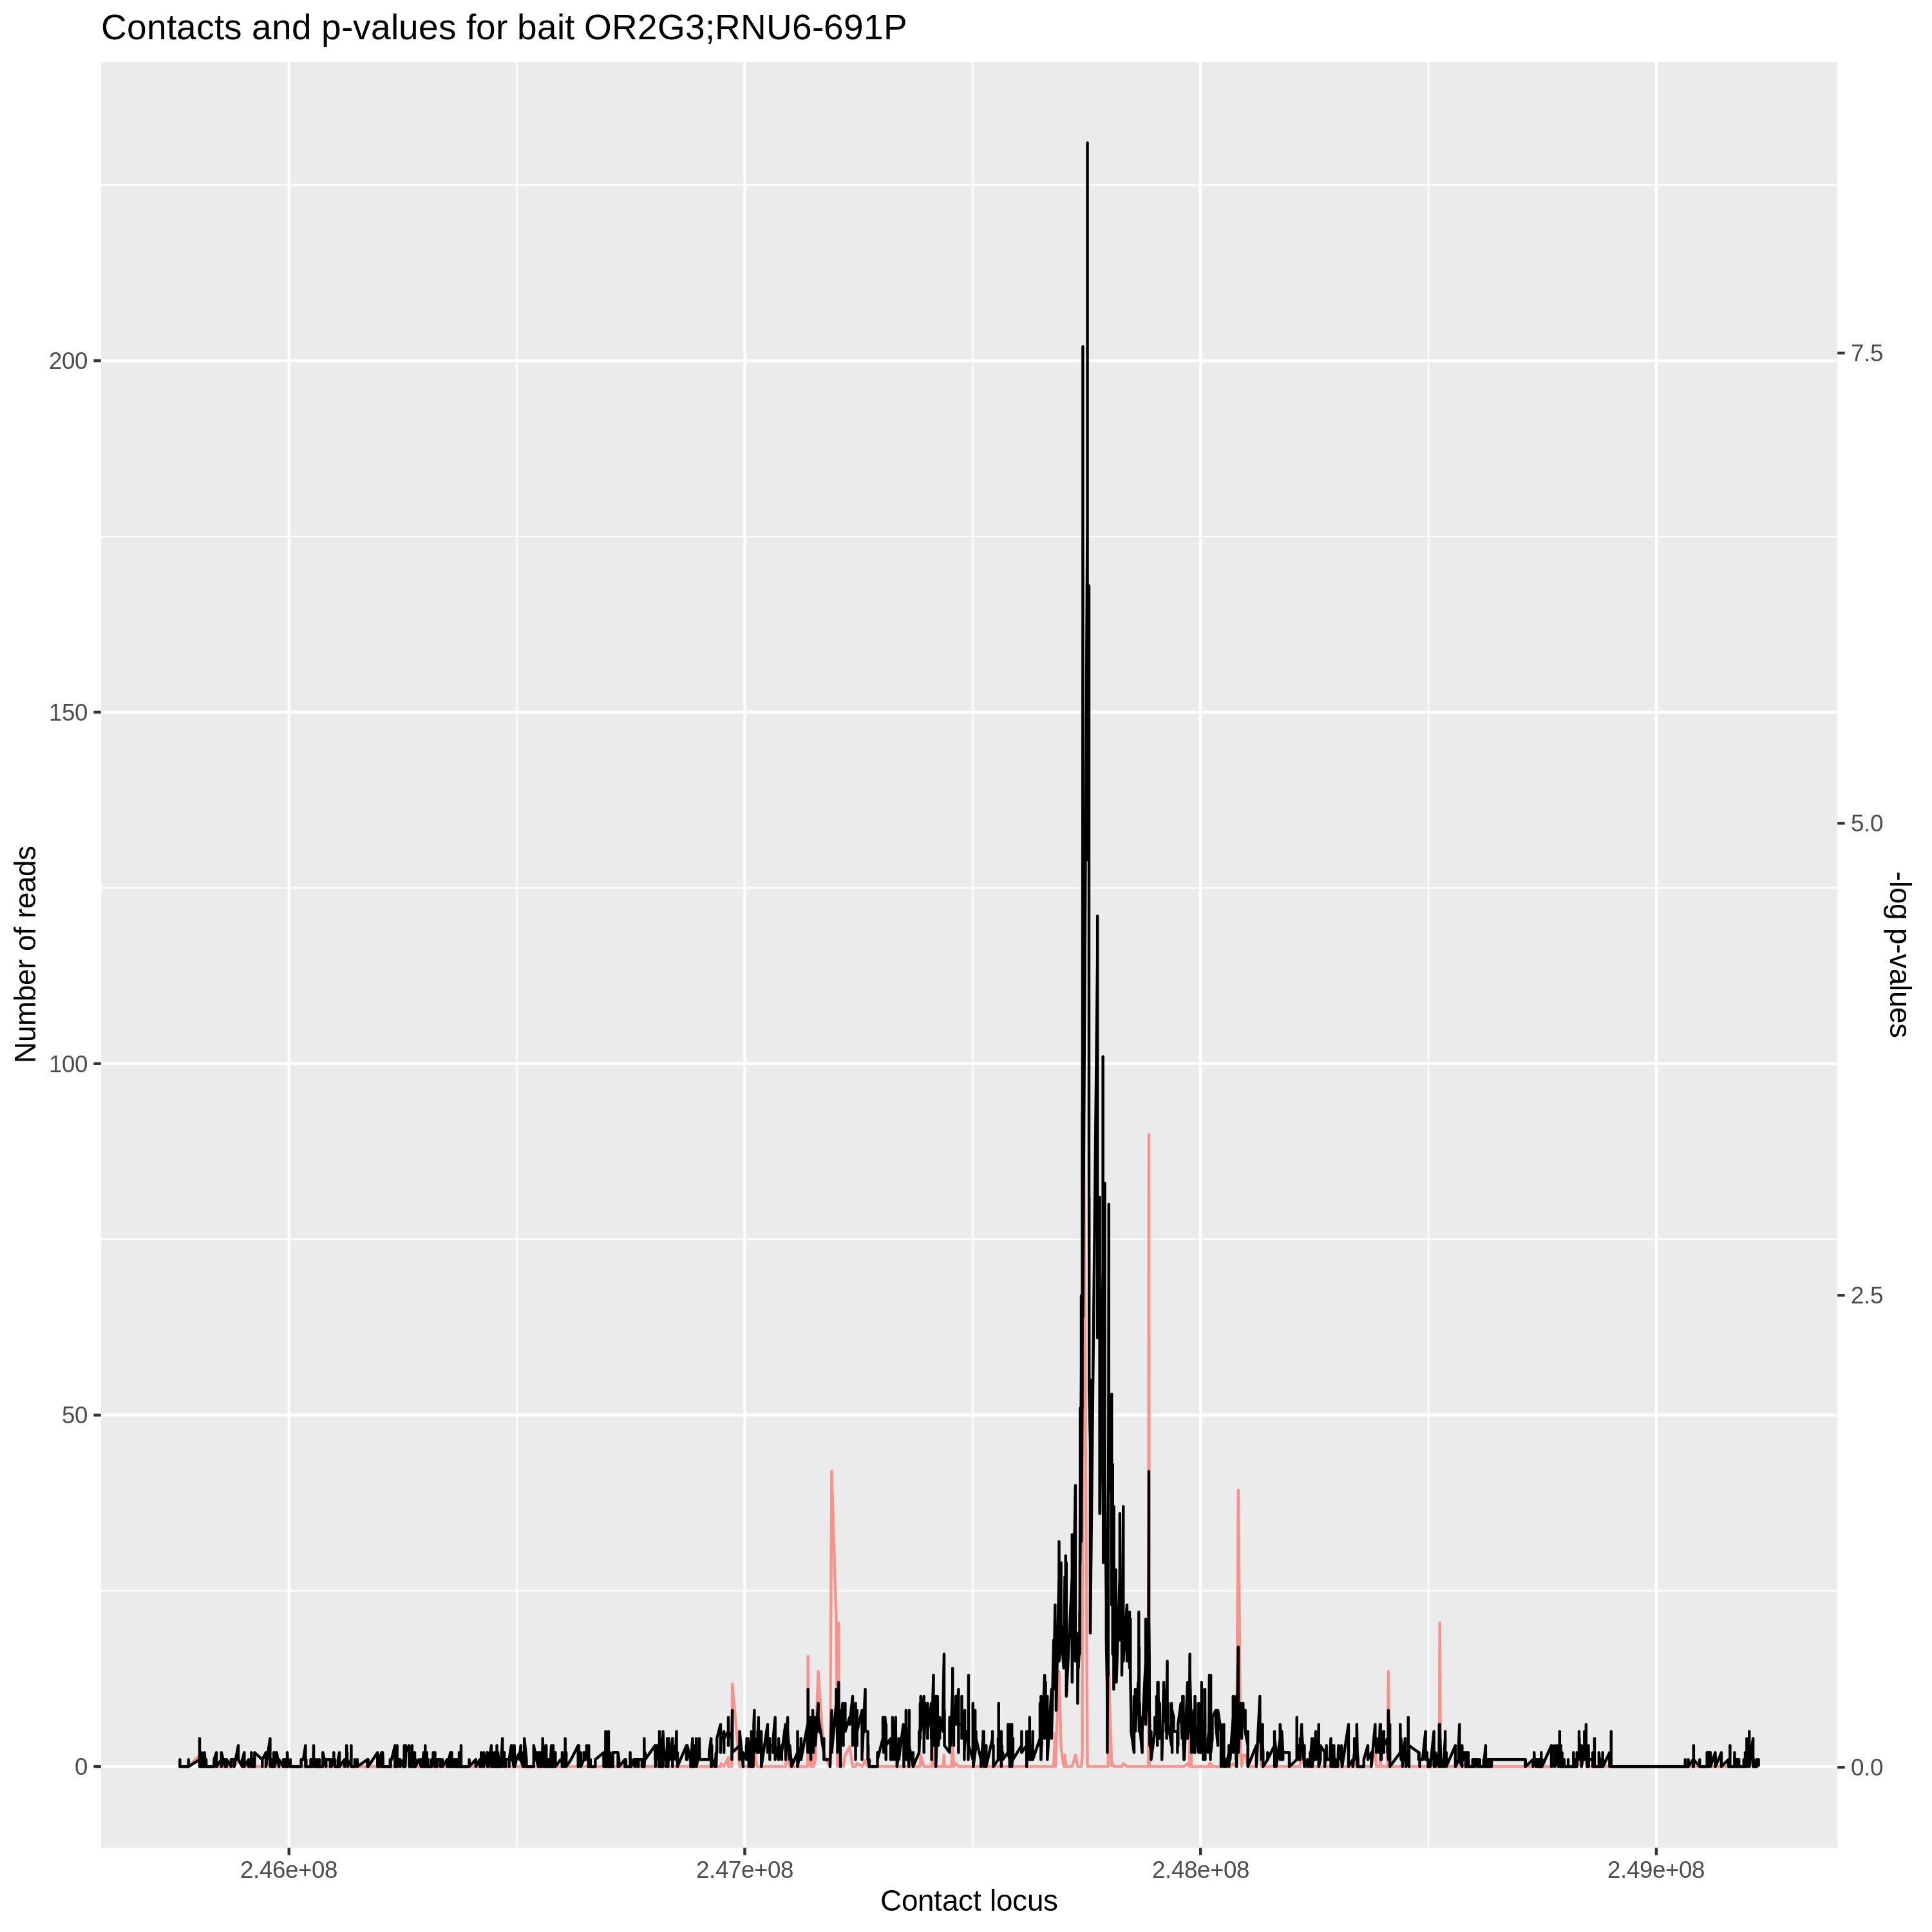 Contacts and p-values for bait OR2G3;RNU6-691P
Number of reads
200
150
100
50
0
7.5
5.0
2.5
0.0
-log p-values
2.46e+08
2.47e+08
2.48e+08
2.49e+08
Contact locus